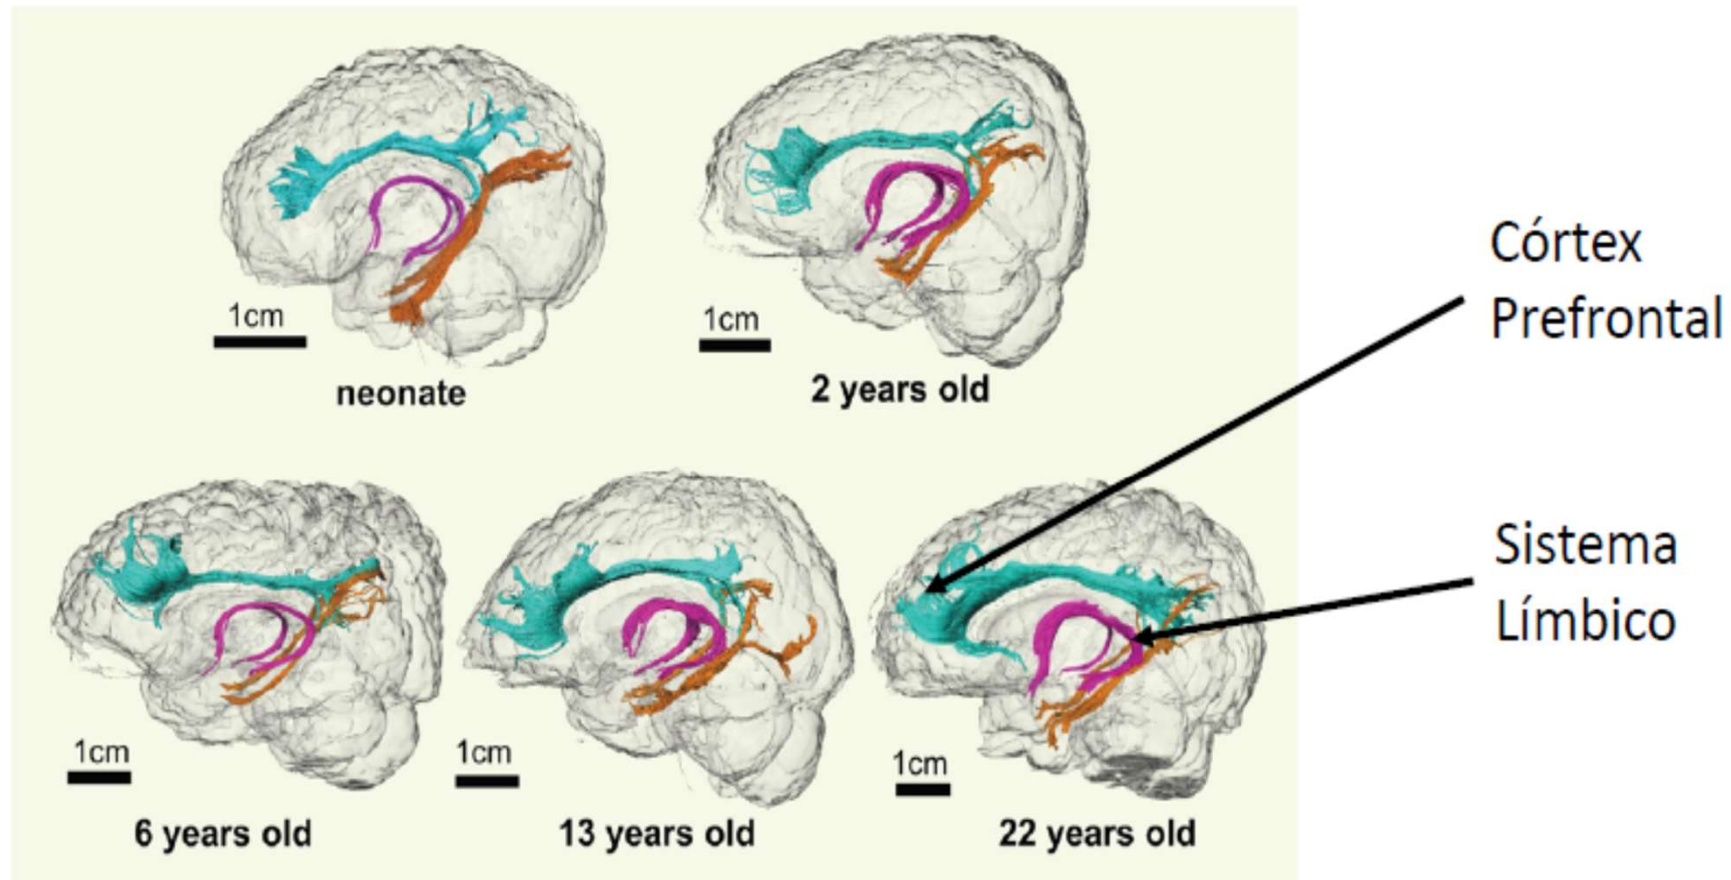 1cm
neonate
1cm
2 years old
Córtex
Prefrontal
Sistema
Límbico
1cm
6 years old
1cm
13 years old
1cm
22 years old